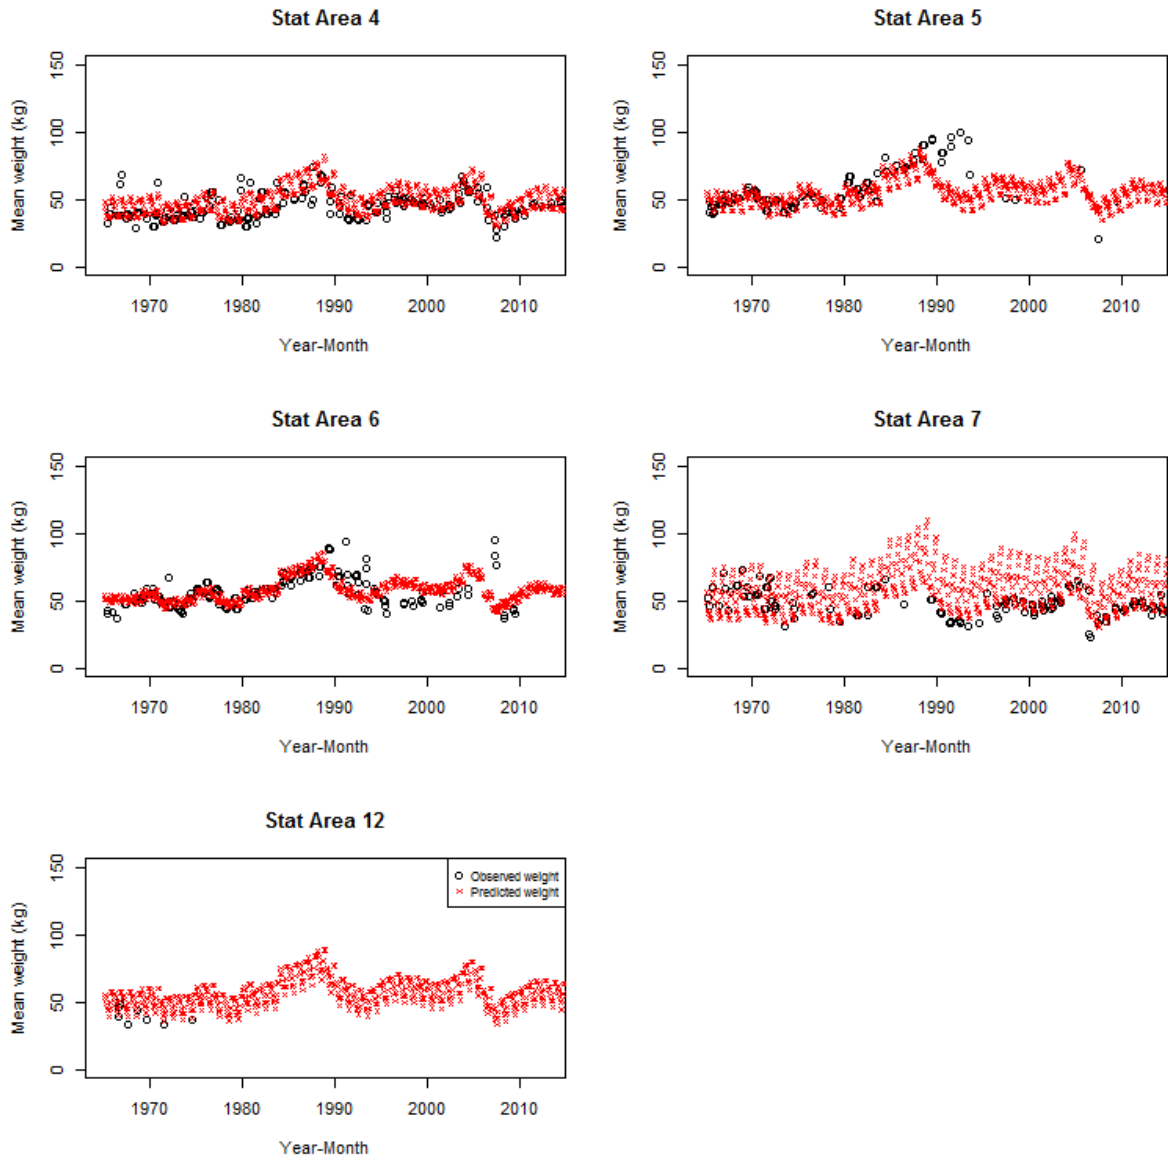 Stat Area 4
Mean weight (kg)
150
100
50
0
1970 1980 1990 2000 2010
Year-Month
Stat Area 5
Mean weight (kg)
150
100
50
0
1970 1980 1990 2000 2010
Year-Month
Stat Area 6
Mean weight (kg)
150
100
50
0
1970 1980 1990 2000 2010
Year-Month
Stat Area 7
Mean weight (kg)
150
100
50
0
1970 1980 1990 2000 2010
Year-Month
Stat Area 12
Mean weight (kg)
150
100
50
0
Observed weight
Predicted weight
1970 1980 1990 2000 2010
Year-Month